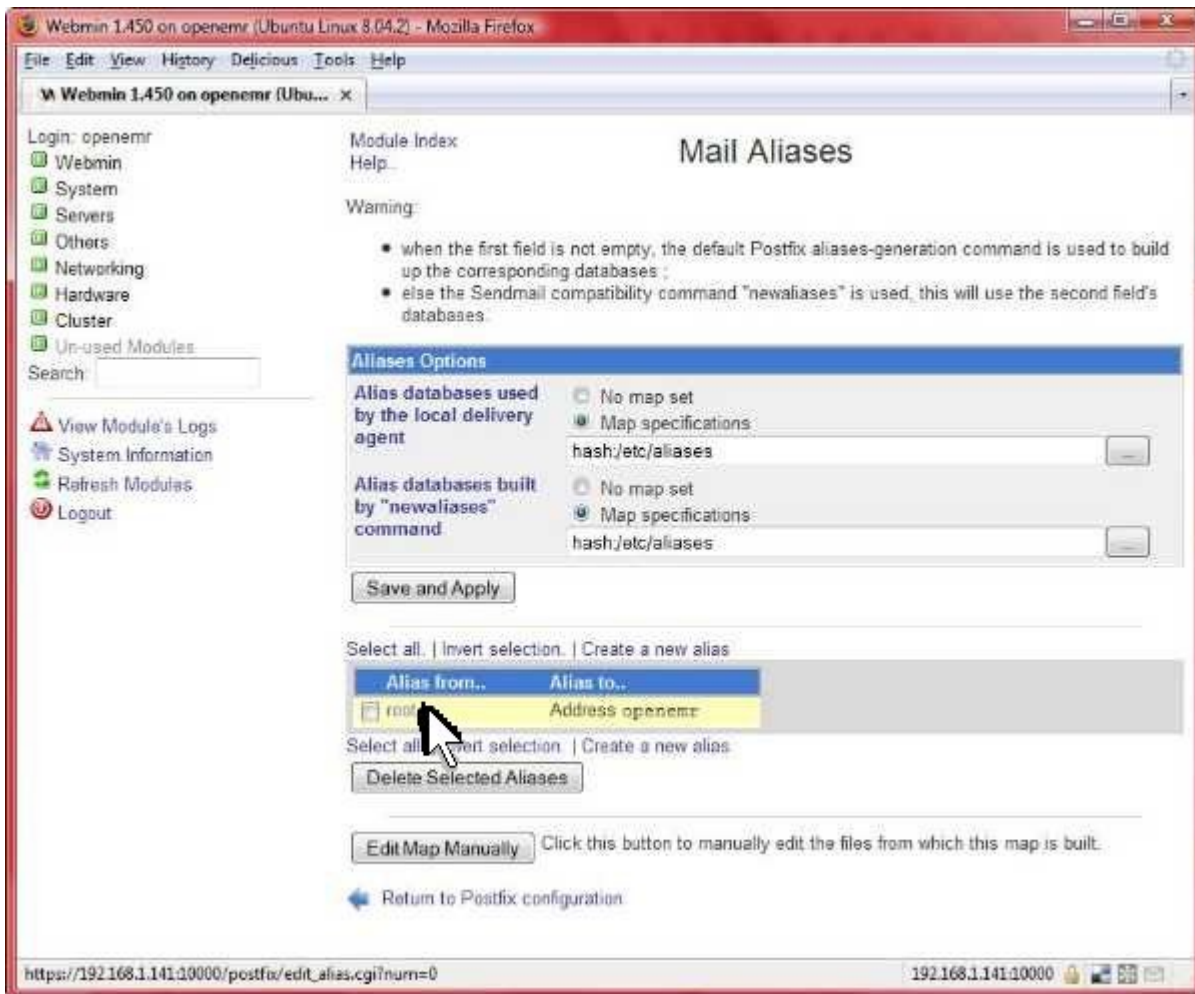 Webmin 1.450 on openemr (Ubuntu Linux 8.04.2) - Mozilla Firefox
File Edit View History Delicious Tools Help
Webmin 1.450 on openemr (Ubu...
Login: openemr
Webmin
System
Servers
Others
Networking
Hardware
Cluster
Un-used Modules
Search:
View Module's Logs
System Information
Refresh Modules
Logout
Module Index
Help..
Mail Aliases
Warning:
when the first field is not empty, the default Postfix aliases-generation command is used to build
up the corresponding databases ;
else the Sendmail compatibility command "newaliases" is used, this will use the second field's
databases.
Aliases Options
Alias databases used
by the local delivery
agent
No map set
Map specifications
hash:/etc/aliases
...
Alias databases built
by "newaliases"
command
No map set
Map specifications
hash:/etc/aliases
...
Save and Apply
Select all. | Invert selection. | Create a new alias
Alias from.. Alias to..
root Address openemr
Select all selection. | Create a new alias
Delete Selected Aliases
Edit Map Manually Click this button to manually edit the files from which this map is built.
Return to Postfix configuration
https://192.168.1.141:10000/postfix/edit_alias.cgi?num=0
192.168.1.141:10000